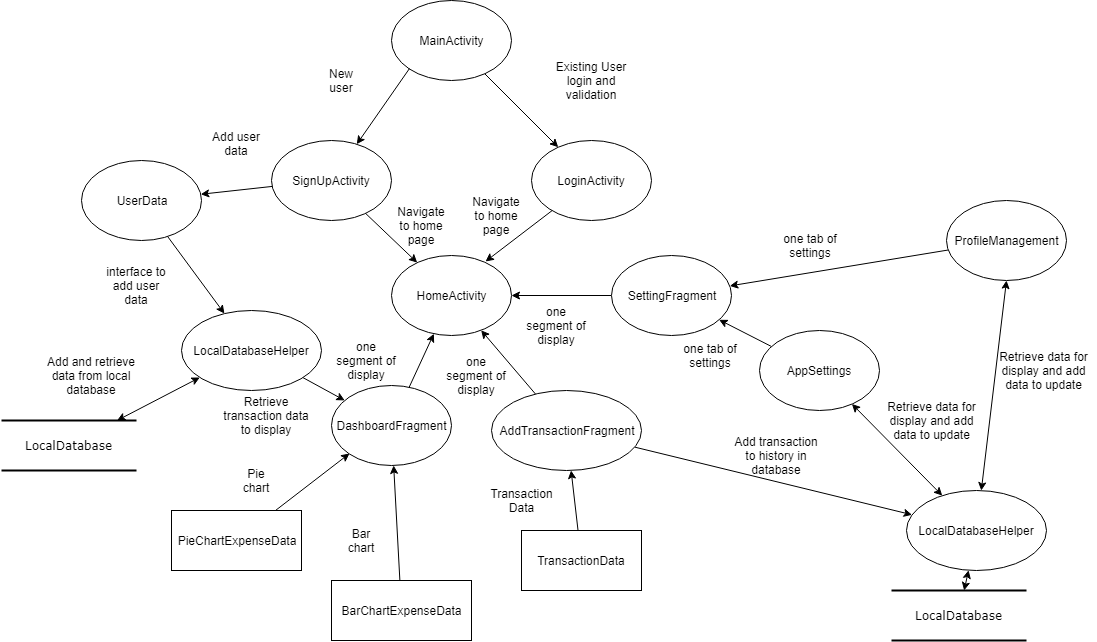 MainActivity
New
user
Existing User
login and
validation
Add user
data
SignUpActivity
LoginActivity
UserData
Navigate
to home
page
Navigate
to home
page
ProfileManagement
one tab of
settings
interface to
add user
data
HomeActivity
SettingFragment
one
segment of
display
LocalDatabaseHelper
one
segment of
display
one
segment of
display
one tab of
settings
AppSettings
Retrieve data for
display and add
data to update
Add and retrieve
data from local
database
Retrieve
transaction data
to display
Retrieve data for
display and add
data to update
LocalDatabase
DashboardFragment
AddTransactionFragment
Add transaction
to history in
database
Pie
chart
Transaction
Data
PieChartExpenseData
Bar
chart
LocalDatabaseHelper
TransactionData
BarChartExpenseData
LocalDatabase